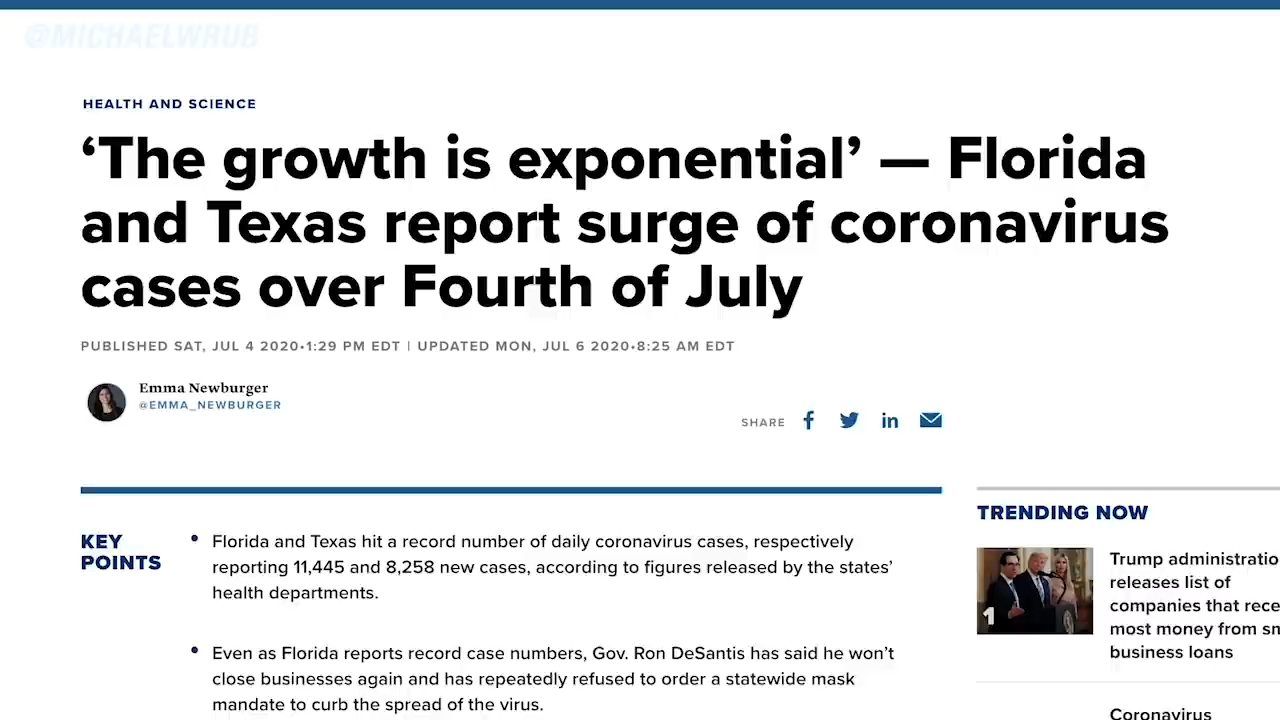 @MICHAELWRUB
HEALTH AND SCIENCE
‘The growth is exponential’ — Florida
and Texas report surge of coronavirus
cases over Fourth of July
PUBLISHED SAT, JUL 4 2020•1:29 PM EDT | UPDATED MON, JUL 6 2020•8:25 AM EDT
Emma Newburger
@EMMA_NEWBURGER
SHARE
KEY
POINTS
• Florida and Texas hit a record number of daily coronavirus cases, respectively
reporting 11,445 and 8,258 new cases, according to figures released by the states’
health departments.
• Even as Florida reports record case numbers, Gov. Ron DeSantis has said he won’t
close businesses again and has repeatedly refused to order a statewide mask
mandate to curb the spread of the virus.
TRENDING NOW
1
Trump administratio
releases list of
companies that rece
most money from sm
business loans
Coronavirus